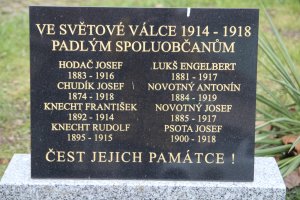 VE SVĚTOVÉ VÁLCE 1914 - 1918
PADLÝM SPOLUOBČANŮM
HODAČ JOSEF
1883 - 1916
CHUDÍK JOSEF
1874 - 1918
KNECHT FRANTIŠEK
1892 - 1914
KNECHT RUDOLF
1895 - 1915
LUKŠ ENGELBERT
1881 - 1917
NOVOTNÝ ANTONÍN
1884 - 1919
NOVOTNÝ JOSEF
1885 - 1917
PSOTA JOSEF
1900 - 1918
ČEST JEJICH PAMÁTCE !